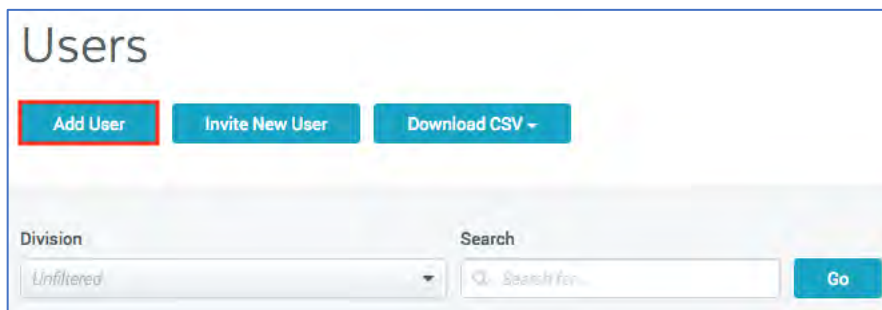 Users
Add User Invite New User Download CSV
Division Search
Unfiltered Search for... Go